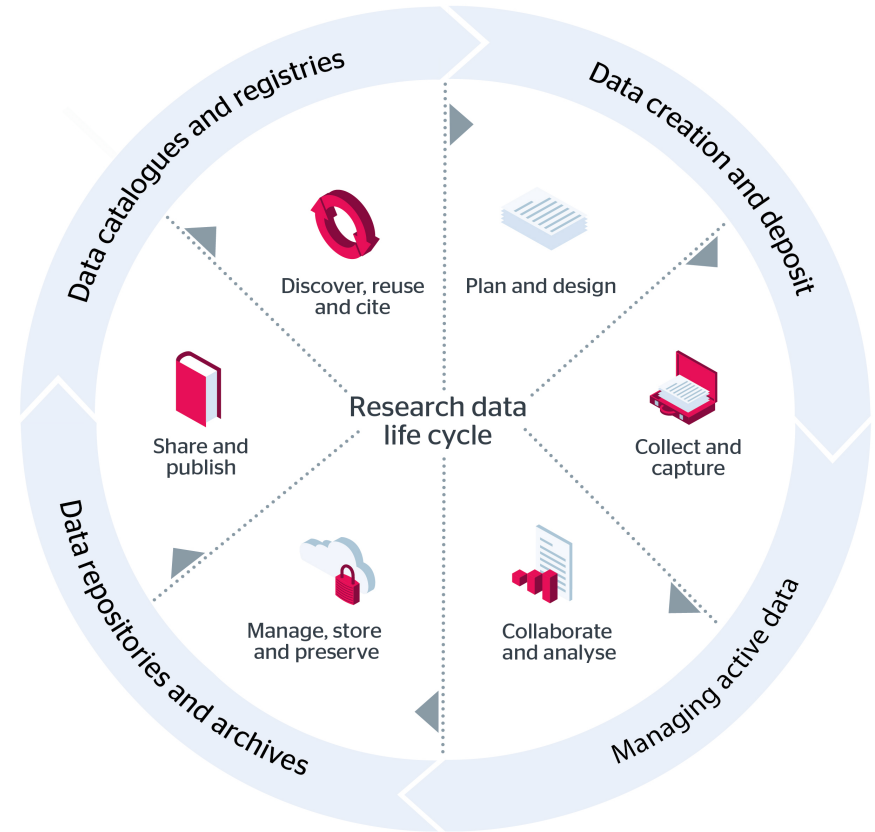 Data catalogues and registries
Data creation and deposit
Discover, reuse
and cite
Plan and design
Research data
life cycle
Share and
publish
Collect and
capture
Manage, store
and preserve
Collaborate
and analyse
Data repositories and archives
Managing active data